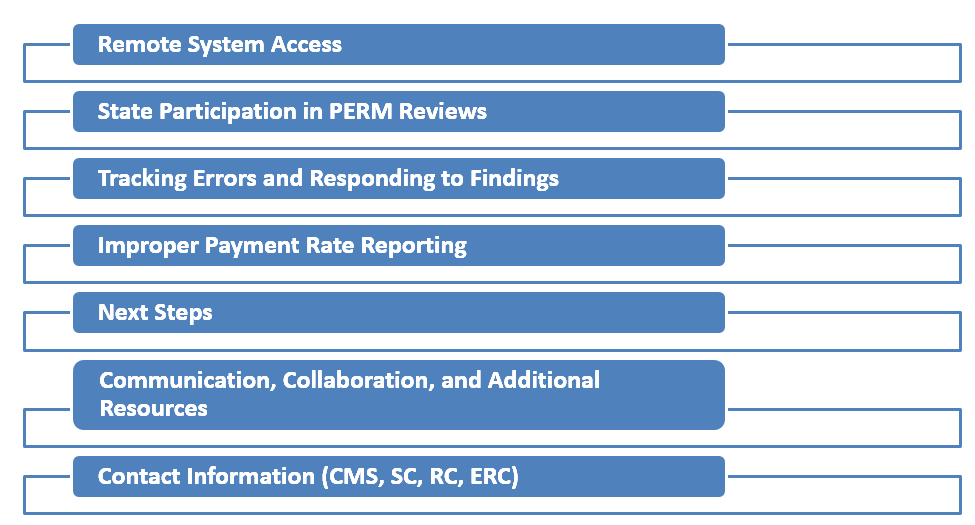 Remote System Access
State Participation in PERM Reviews
Tracking Errors and Responding to Findings
Improper Payment Rate Reporting
Next Steps
Communication, Collaboration, and Additional
Resources
Contact Information (CMS, SC, RC, ERC)